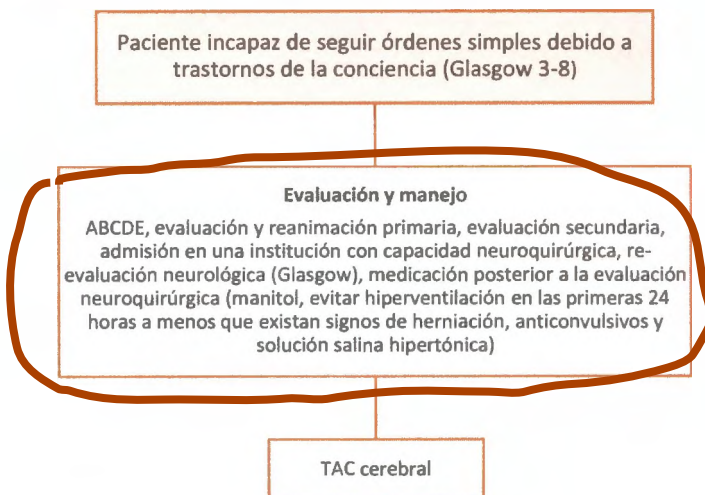 Paciente incapaz de seguir órdenes simples debido a
trastornos de la conciencia (Glasgow 3-8)
Evaluación y manejo
ABCDE, evaluación y reanimación primaria, evaluación secundaria,
admisión en una institución con capacidad neuroquirúrgica, re-
evaluación neurológica (Glasgow), medicación posterior a la evaluación
neuroquirúrgica (manitol, evitar hiperventilación en las primeras 24
horas a menos que existan signos de herniación, anticonvulsivos y
solución salina hipertónica)
TAC cerebral